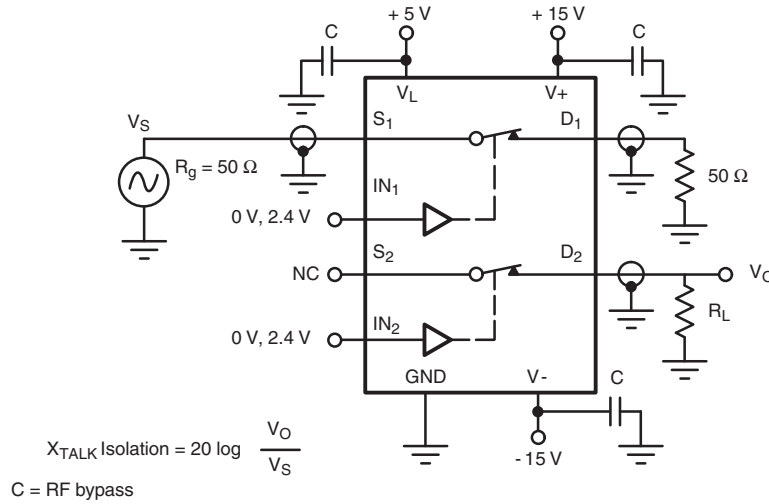 + 5 V
+ 15 V
C
C
V_L
V+
V_S
S_1
D_1
R_g = 50 Ω
50 Ω
IN_1
0 V, 2.4 V
S_2
D_2
NC
V_O
R_L
IN_2
0 V, 2.4 V
GND
V-
C
- 15 V
X_TALK Isolation = 20 log V_O / V_S
C = RF bypass